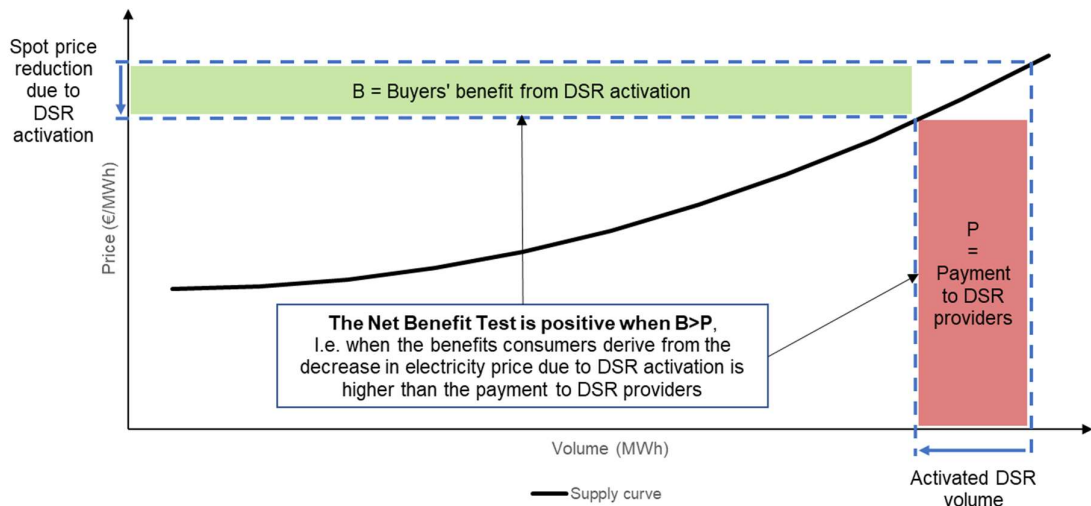 Spot price
reduction
due to
DSR
activation
B = Buyers' benefit from DSR activation
Price (€/MWh)
P
=
Payment
to DSR
providers
The Net Benefit Test is positive when B>P,
I.e. when the benefits consumers derive from the
decrease in electricity price due to DSR activation is
higher than the payment to DSR providers
Volume (MWh)
Activated DSR
volume
Supply curve